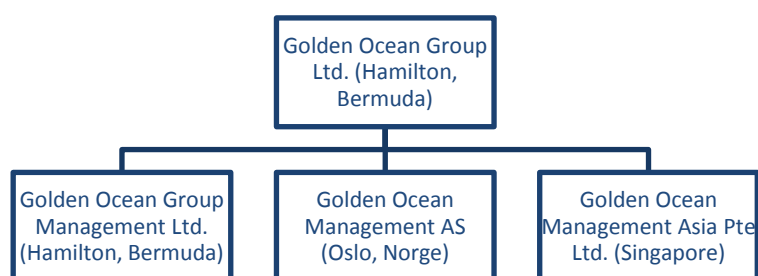 Golden Ocean Group
Ltd. (Hamilton,
Bermuda)
Golden Ocean Group
Management Ltd.
(Hamilton, Bermuda)
Golden Ocean
Management AS
(Oslo, Norge)
Golden Ocean
Management Asia Pte
Ltd. (Singapore)